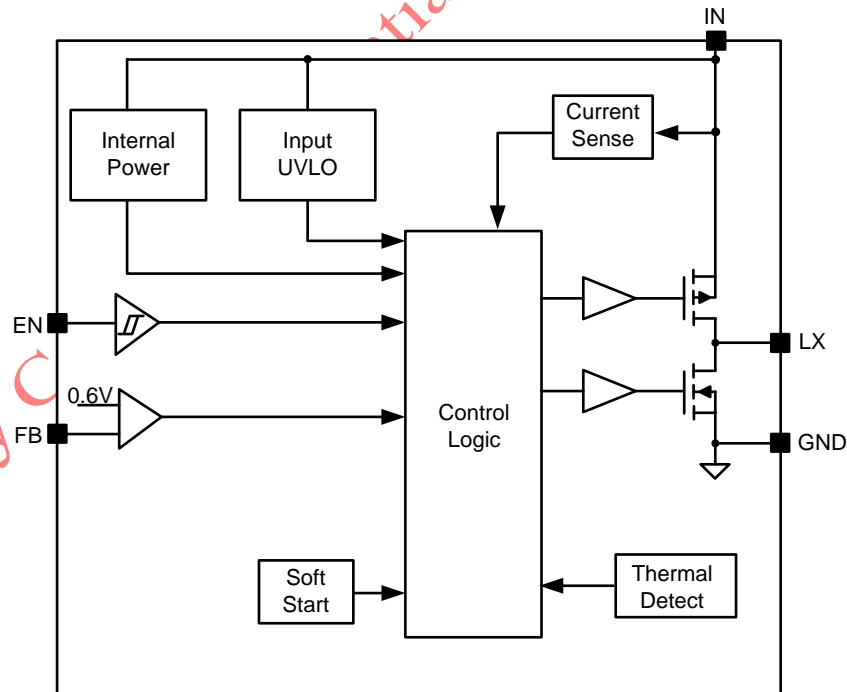 IN
Internal
Power
Input
UVLO
Current
Sense
EN
0.6V
FB
Control
Logic
LX
GND
Soft
Start
Thermal
Detect